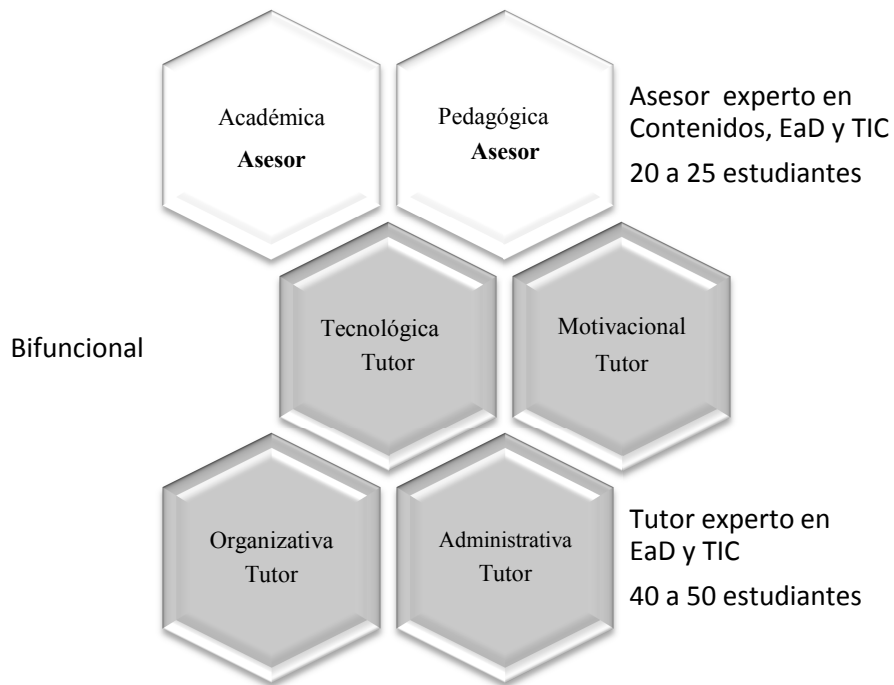 Académica
Asesor
Pedagógica
Asesor
Asesor experto en
Contenidos, EaD y TIC
20 a 25 estudiantes
Bifuncional
Tecnológica
Tutor
Motivacional
Tutor
Organizativa
Tutor
Administrativa
Tutor
Tutor experto en
EaD y TIC
40 a 50 estudiantes